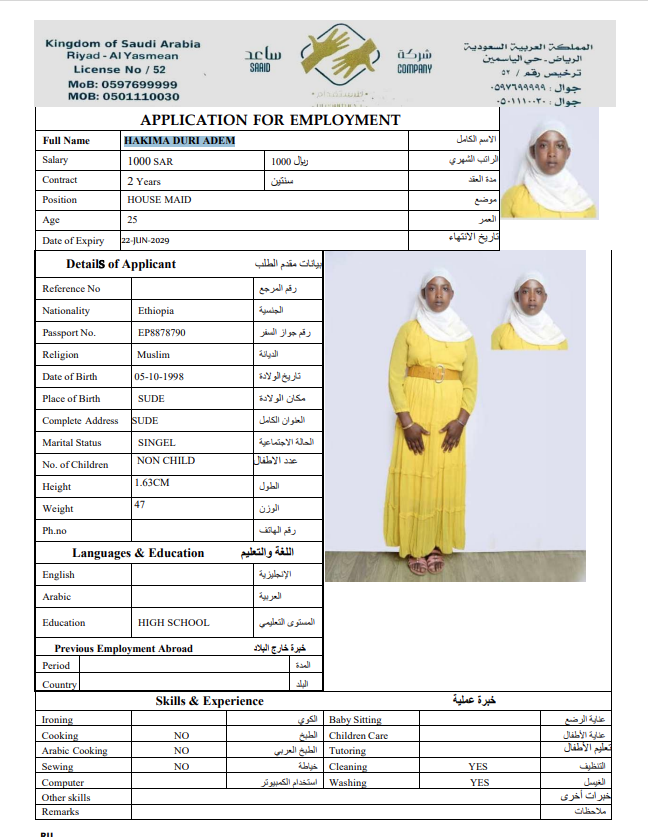 Kingdom of Saudi Arabia
Riyad - Al Yasmean
License No / 52
MoB: 0597699999
MOB: 0501110030
ساعد
SAAID
شركة
COMPANY
المملكة العربية السعودية
الرياض - حي الياسمين
ترخيص رقم / ٥٢
جوال : ٠٥٩٧٦٩٩٩٩٩
جوال : ٠٥٠١١١٠٠٣٠
APPLICATION FOR EMPLOYMENT
Full Name HAKIMA DURI ADEM الاسم الكامل
Salary 1000 SAR 1000 ريال الراتب الشهري
Contract 2 Years سنتين مدة العقد
Position HOUSE MAID موضع
Age 25 العمر
Date of Expiry 22-JUN-2029 تاريخ الانتهاء
Details of Applicant بيانات مقدم الطلب
Reference No رقم المرجع
Nationality Ethiopia الجنسية
Passport No. EP8878790 رقم جواز السفر
Religion Muslim الديانة
Date of Birth 05-10-1998 تاريخ الولادة
Place of Birth SUDE مكان الولادة
Complete Address SUDE العنوان الكامل
Marital Status SINGEL الحالة الاجتماعية
No. of Children NON CHILD عدد الاطفال
Height 1.63CM الطول
Weight 47 الوزن
Ph.no رقم الهاتف
Languages & Education اللغة والتعليم
English الإنجليزية
Arabic العربية
Education HIGH SCHOOL المستوى التعليمي
Previous Employment Abroad خبرة خارج البلاد
Period المدة
Country البلد
Skills & Experience خبرة عملية
Ironing الكوي Baby Sitting عناية الرضع
Cooking NO الطبخ Children Care عناية الأطفال
Arabic Cooking NO الطبخ العربي Tutoring تعليم الأطفال
Sewing NO خياطة Cleaning YES التنظيف
Computer استخدام الكمبيوتر Washing YES الغيسل
Other skills خبرات أخرى
Remarks ملاحظات